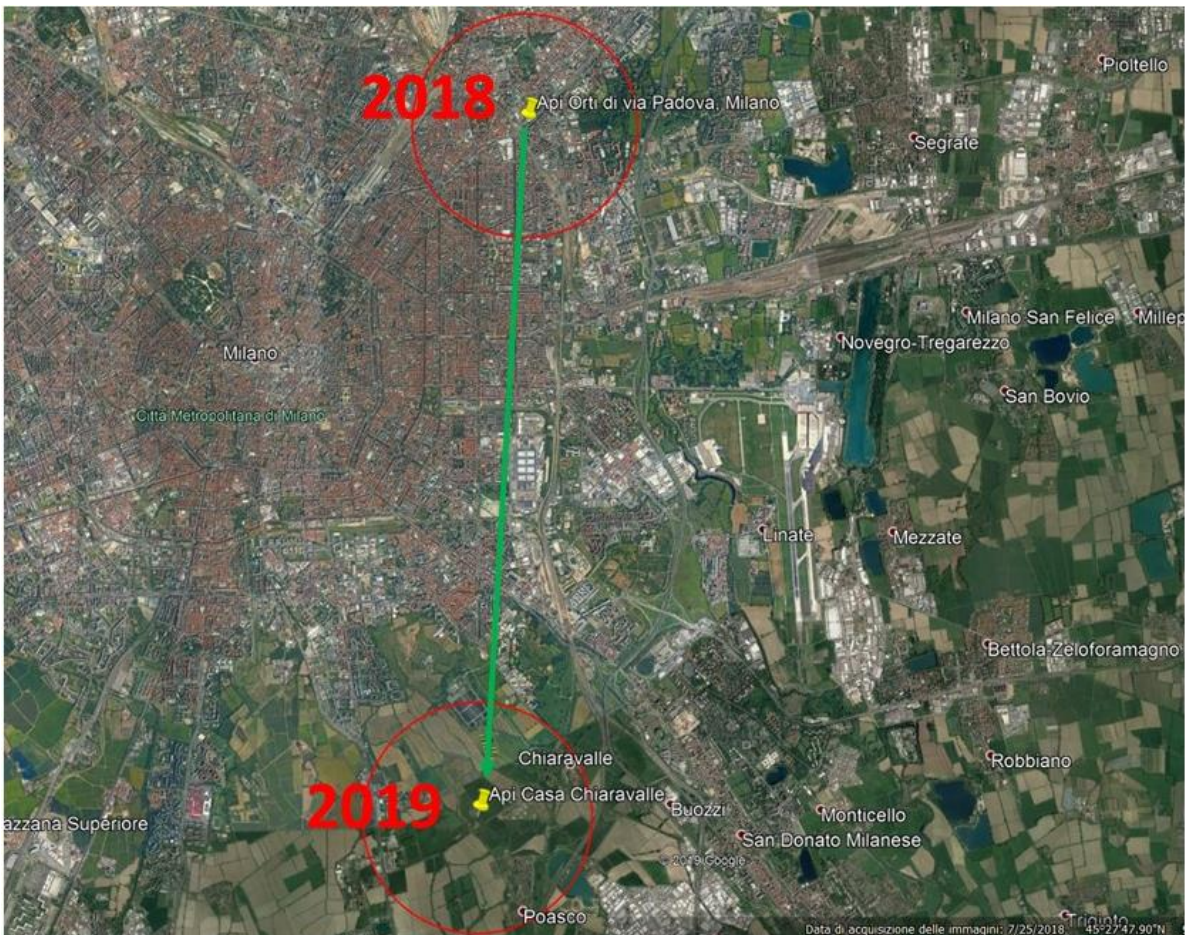 Pioltello
2018
Api Orti di via Padova, Milano
Segrate
Milano San Felice
Millep
Novegro-Tregarezzo
Milano
San Bovio
Città Metropolitana di Milano
Linate
Mezzate
Bettola-Zeloforamagno
Chiaravalle
Robbiano
2019
Api Casa Chiaravalle
Buozzi
Monticello
azzana Superiore
San Donato Milanese
© 2019 Google
Poasco
Triginto
Data di acquisizione delle immagini: 7/25/2018 45°27'47.90"N